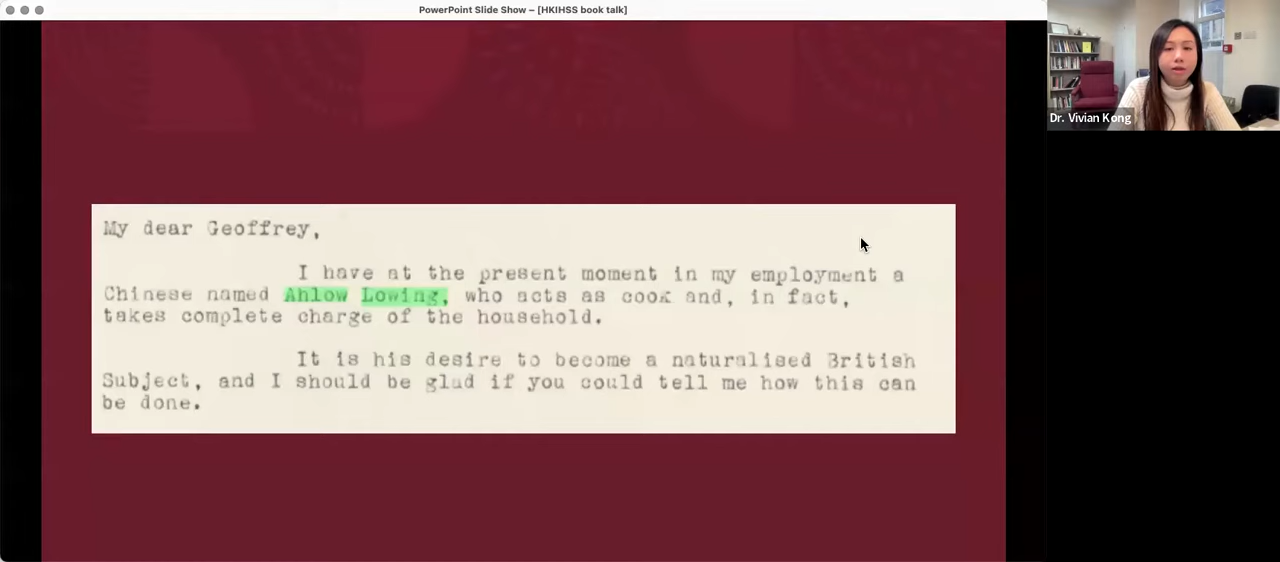 PowerPoint Slide Show – [HKIHSS book talk]
My dear Geoffrey,
I have at the present moment in my employment a
Chinese named Ahlow Lowing, who acts as cook and, in fact,
takes complete charge of the household.
It is his desire to become a naturalised British
Subject, and I should be glad if you could tell me how this can
be done.
Dr. Vivian Kong